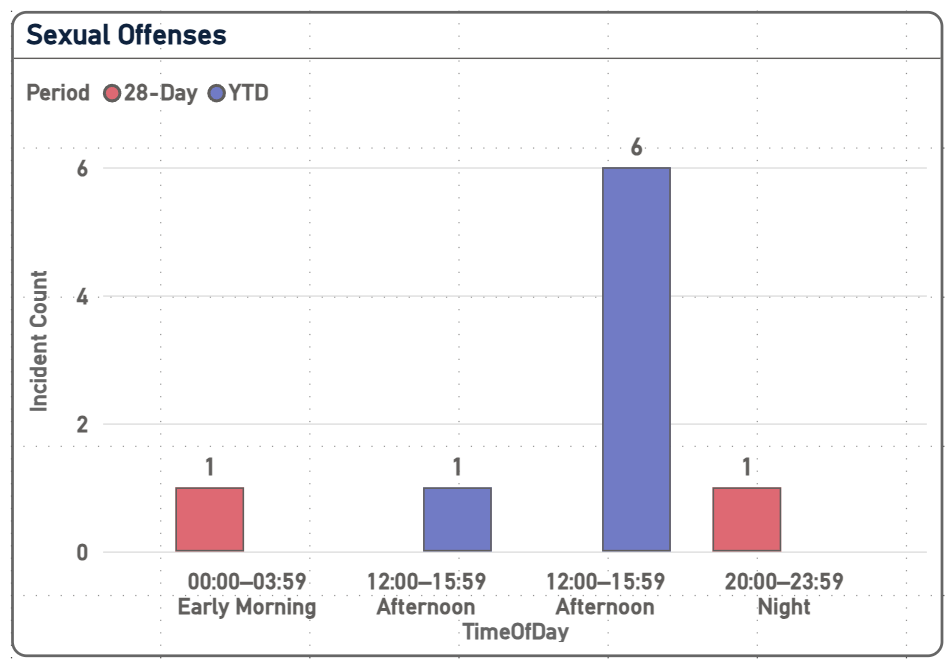 Sexual Offenses
Period 28-Day YTD
6
6
4
2
1
1
1
0
Incident Count
00:00–03:59 12:00–15:59 12:00–15:59 20:00–23:59
Early Morning Afternoon Afternoon Night
TimeOfDay